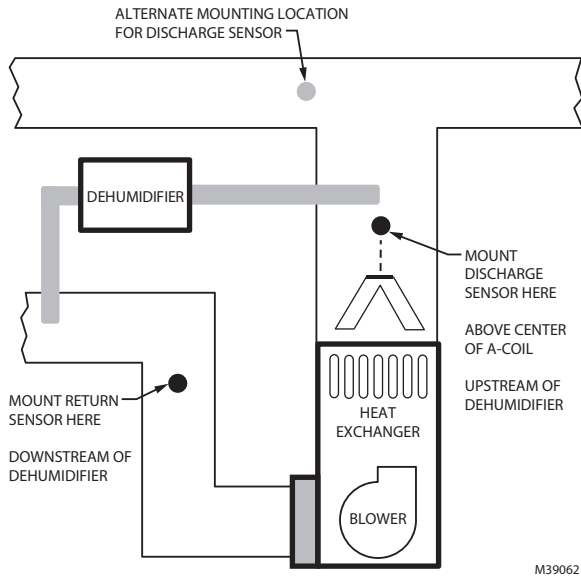 ALTERNATE MOUNTING LOCATION
FOR DISCHARGE SENSOR
DEHUMIDIFIER
MOUNT
DISCHARGE
SENSOR HERE
ABOVE CENTER
OF A-COIL
UPSTREAM OF
DEHUMIDIFIER
MOUNT RETURN
SENSOR HERE
DOWNSTREAM OF
DEHUMIDIFIER
HEAT
EXCHANGER
BLOWER
M39062